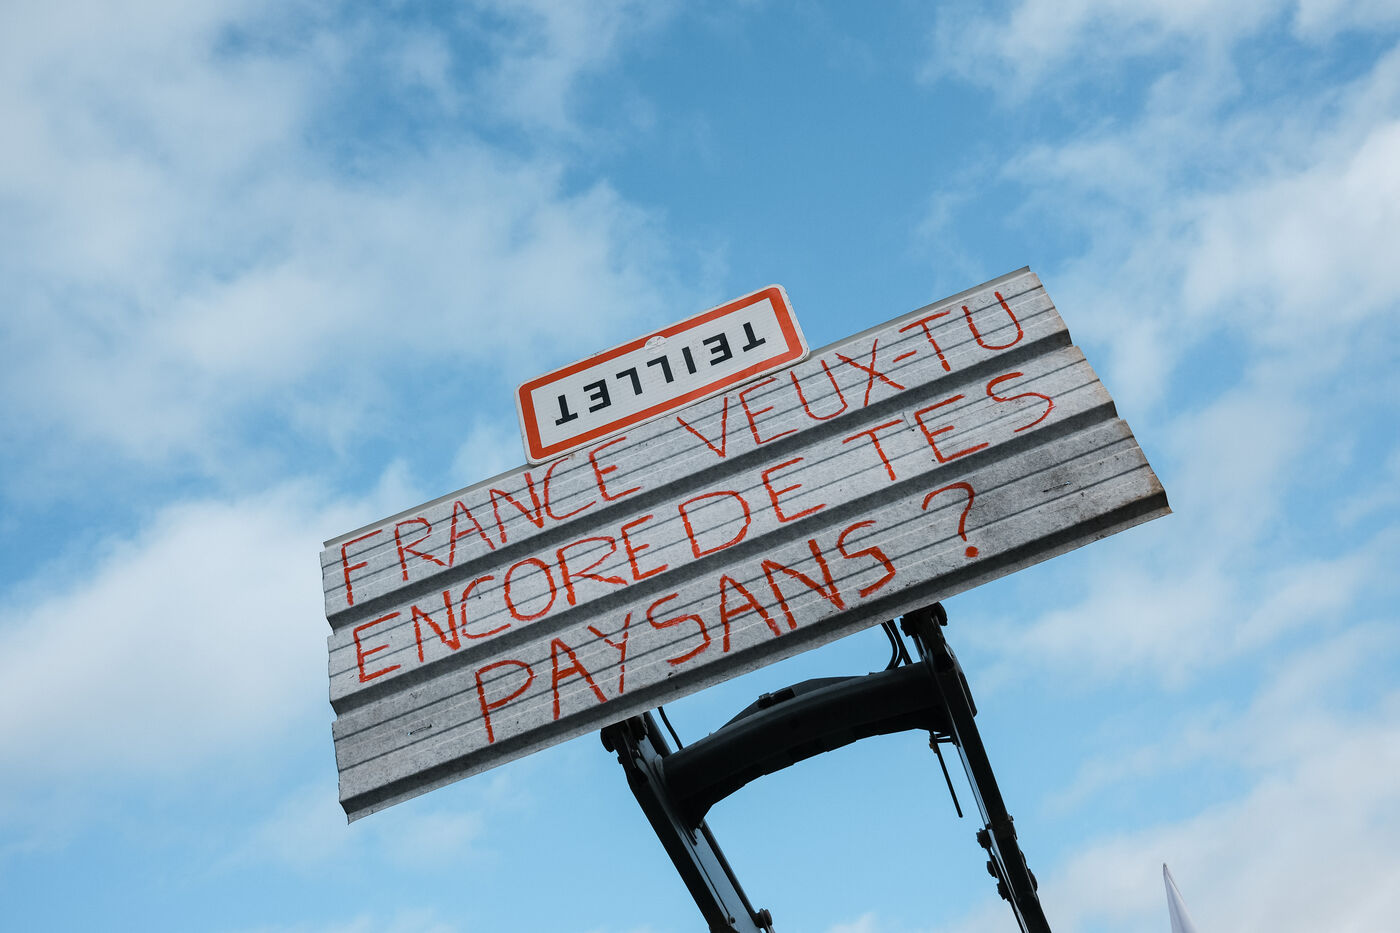 TEILLET
FRANCE VEUX-TU
ENCORE DE TES
PAYSANS ?